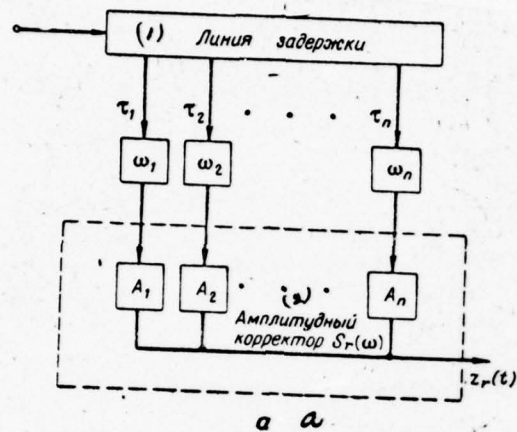 (1) Линия задержки
τ₁ τ₂ τₙ
ω₁ ω₂ ωₙ
A₁ A₂ (2) Aₙ
Амплитудный
корректор Sᵣ(ω)
zᵣ(t)
а a